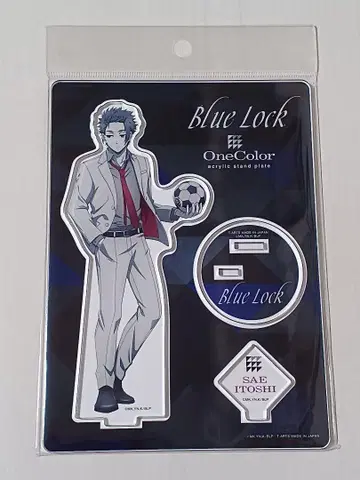 Blue Lock
OneColor
acrylic stand plate
Blue Lock
SAE
ITOSHI